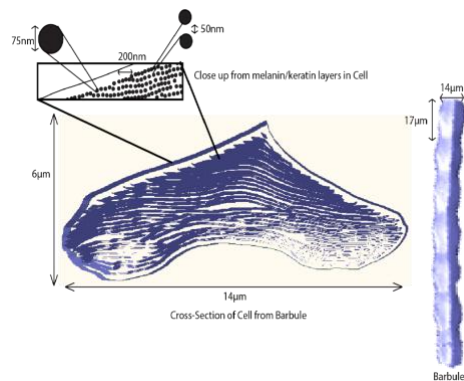 75nm
50nm
200nm
Close up from melanin/keratin layers in Cell
14µm
17µm
6µm
14µm
Cross-Section of Cell from Barbule
Barbule